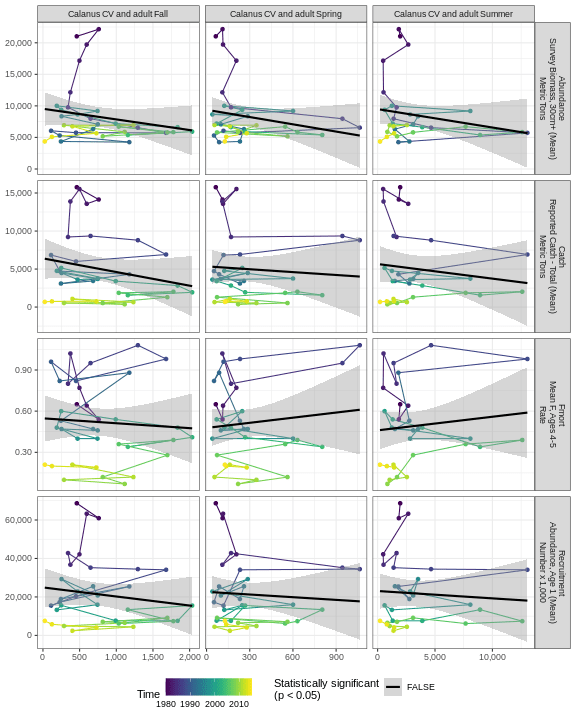 Calanus CV and adult Fall Calanus CV and adult Spring Calanus CV and adult Summer
20,000
15,000
10,000
5,000
0
Abundance
Survey Biomass, 30cm+ (Mean)
Metric Tons
15,000
10,000
5,000
0
Catch
Reported Catch - Total (Mean)
Metric Tons
0.90
0.60
0.30
Fmort
Mean F, Ages 4-5
Rate
60,000
40,000
20,000
0
Recruitment
Abundance, Age 1 (Mean)
Number x 1,000
0 500 1,000 1,500 2,000 0 300 600 900 0 5,000 10,000
Time
1980 1990 2000 2010
Statistically significant
(p < 0.05)
FALSE